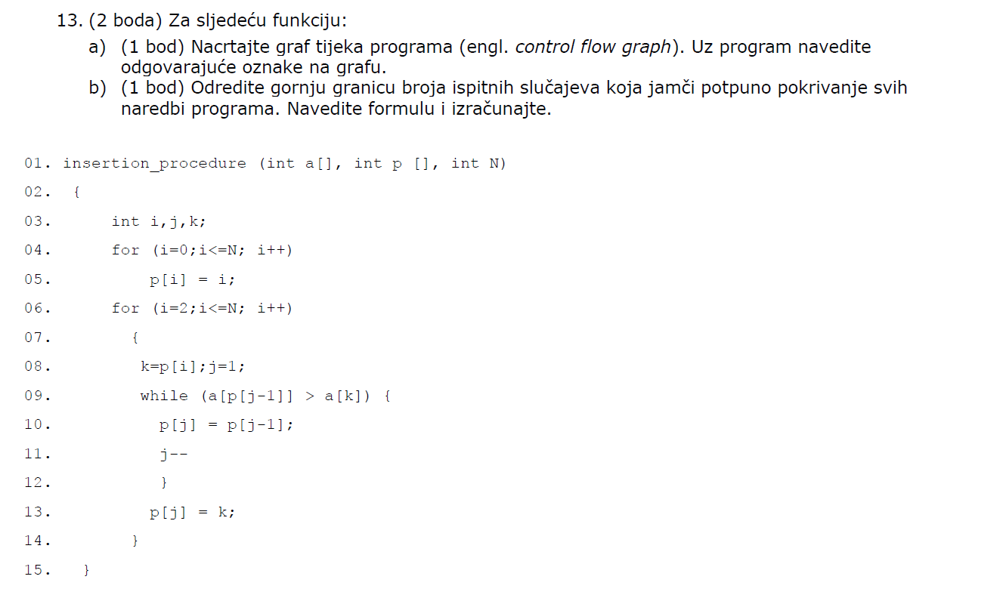 13. (2 boda) Za sljedeću funkciju:
a) (1 bod) Nacrtajte graf tijeka programa (engl. control flow graph). Uz program navedite
odgovarajuće oznake na grafu.
b) (1 bod) Odredite gornju granicu broja ispitnih slučajeva koja jamči potpuno pokrivanje svih
naredbi programa. Navedite formulu i izračunajte.
01. insertion_procedure (int a[], int p [], int N)
02. {
03. int i,j,k;
04. for (i=0;i<=N; i++)
05. p[i] = i;
06. for (i=2;i<=N; i++)
07. {
08. k=p[i];j=1;
09. while (a[p[j-1]] > a[k]) {
10. p[j] = p[j-1];
11. j--
12. }
13. p[j] = k;
14. }
15. }